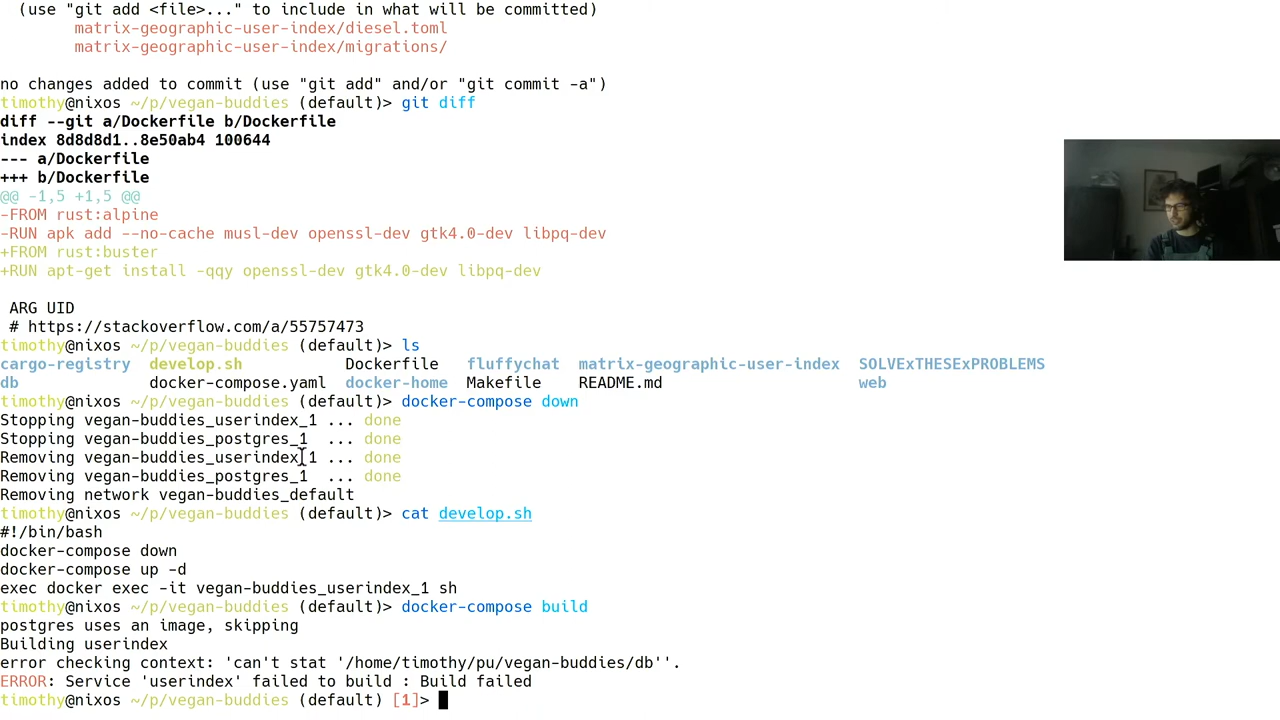 (use "git add <file>..." to include in what will be committed)
matrix-geographic-user-index/diesel.toml
matrix-geographic-user-index/migrations/
no changes added to commit (use "git add" and/or "git commit -a")
timothy@nixos ~/p/vegan-buddies (default)> git diff
diff --git a/Dockerfile b/Dockerfile
index 8d8d8d1..8e50ab4 100644
--- a/Dockerfile
+++ b/Dockerfile
@@ -1,5 +1,5 @@
-FROM rust:alpine
-RUN apk add --no-cache musl-dev openssl-dev gtk4.0-dev libpq-dev
+FROM rust:buster
+RUN apt-get install -qqy openssl-dev gtk4.0-dev libpq-dev
ARG UID
# https://stackoverflow.com/a/55757473
timothy@nixos ~/p/vegan-buddies (default)> ls
cargo-registry develop.sh Dockerfile fluffychat matrix-geographic-user-index SOLVExTHESExPROBLEMS
db docker-compose.yaml docker-home Makefile README.md web
timothy@nixos ~/p/vegan-buddies (default)> docker-compose down
Stopping vegan-buddies_userindex_1 ... done
Stopping vegan-buddies_postgres_1 ... done
Removing vegan-buddies_userindex_1 ... done
Removing vegan-buddies_postgres_1 ... done
Removing network vegan-buddies_default
timothy@nixos ~/p/vegan-buddies (default)> cat develop.sh
#!/bin/bash
docker-compose down
docker-compose up -d
exec docker exec -it vegan-buddies_userindex_1 sh
timothy@nixos ~/p/vegan-buddies (default)> docker-compose build
postgres uses an image, skipping
Building userindex
error checking context: 'can't stat '/home/timothy/pu/vegan-buddies/db''.
ERROR: Service 'userindex' failed to build : Build failed
timothy@nixos ~/p/vegan-buddies (default) [1]>